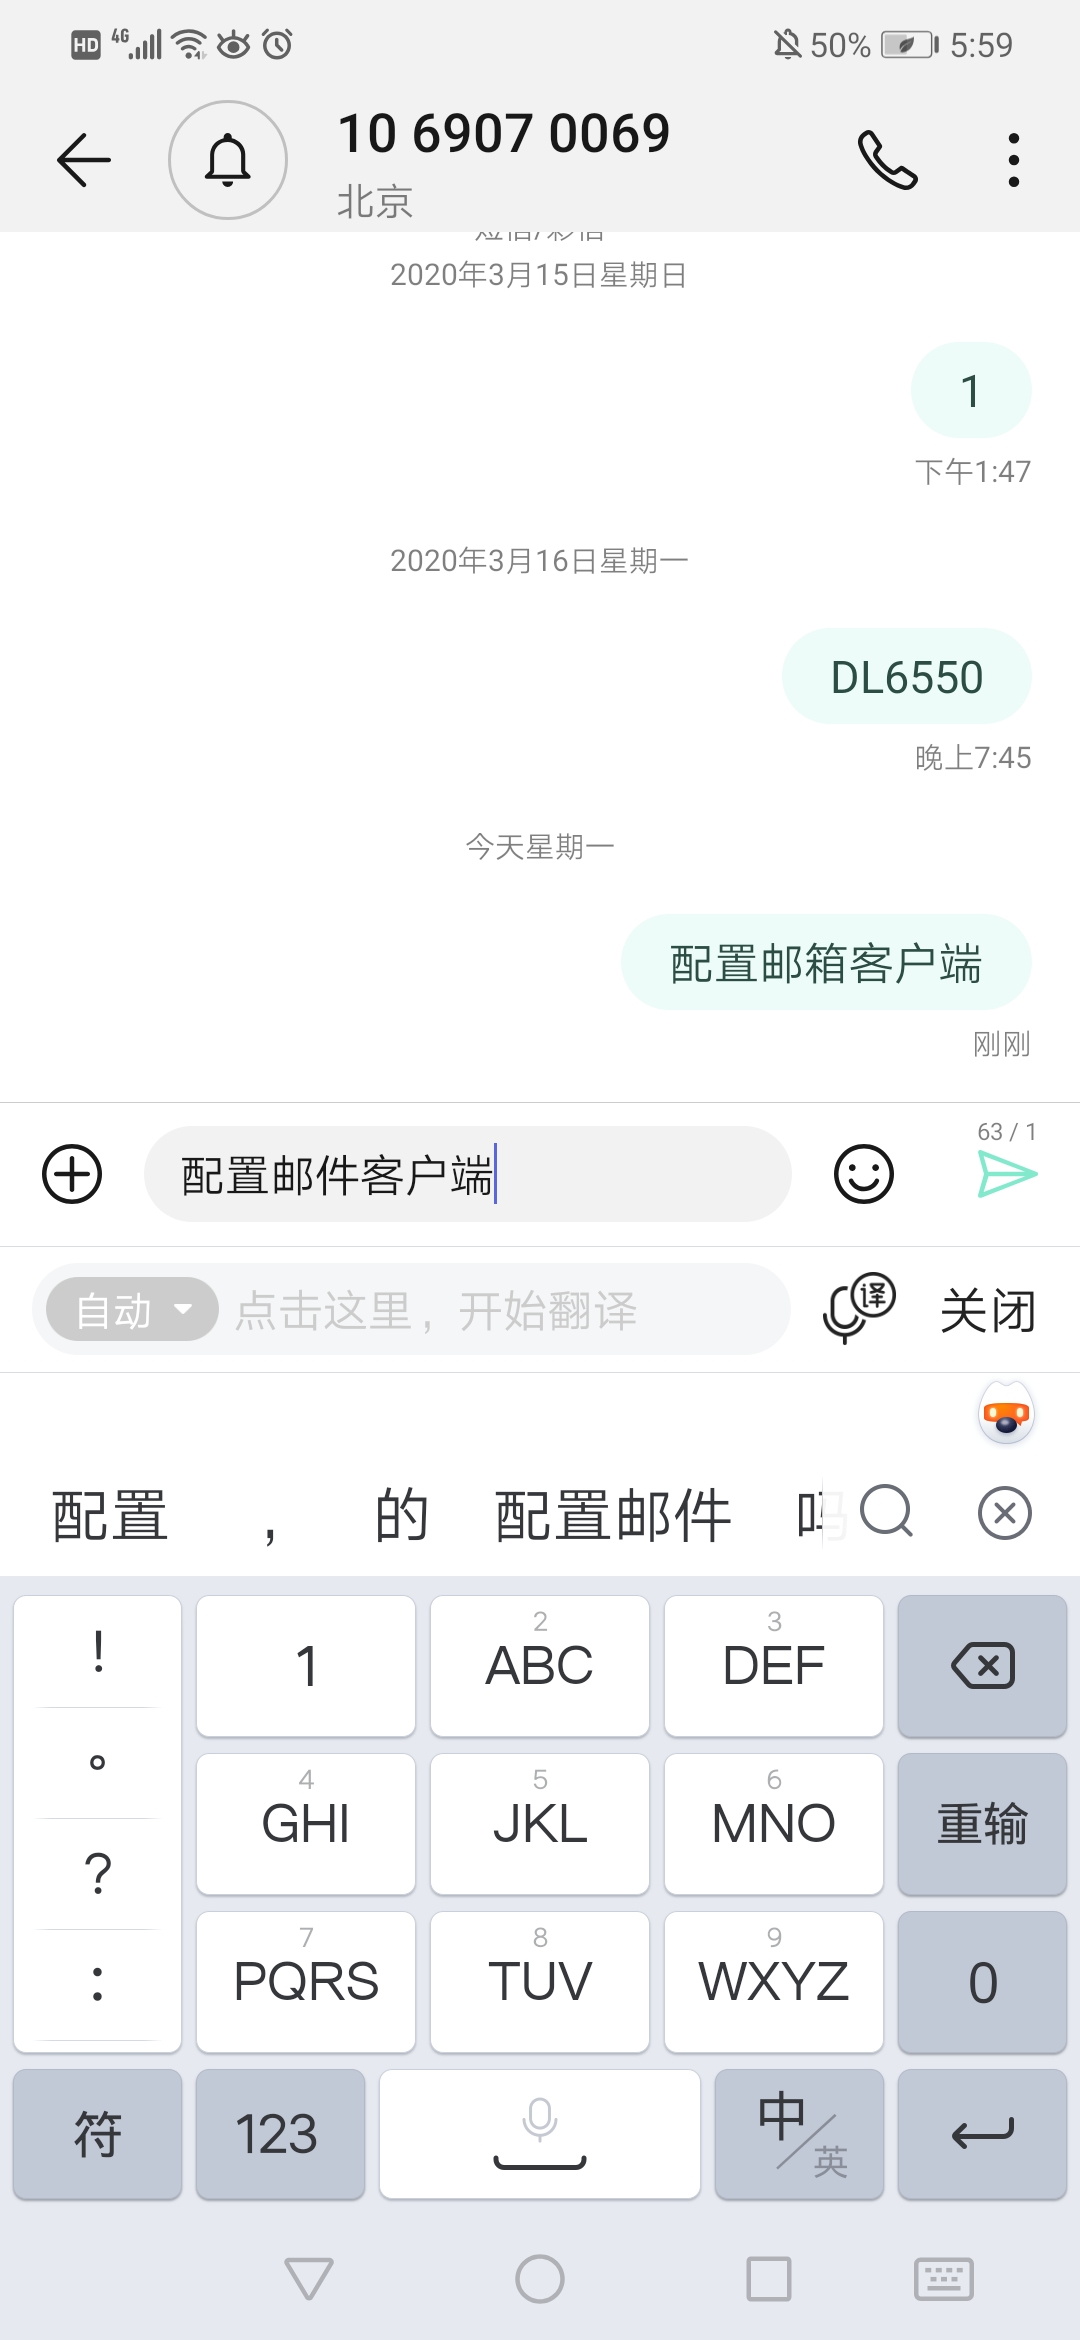 HD 4G 50% 5:59
10 6907 0069
北京
短信/彩信
2020年3月15日星期日
1
下午1:47
2020年3月16日星期一
DL6550
晚上7:45
今天星期一
配置邮箱客户端
刚刚
63 / 1
配置邮件客户端
自动 点击这里，开始翻译 译 关闭
配置 ， 的 配置邮件 吗
! 1 2 ABC 3 DEF
。
4 GHI 5 JKL 6 MNO 重输
?
: 7 PQRS 8 TUV 9 WXYZ 0
符 123 中/英